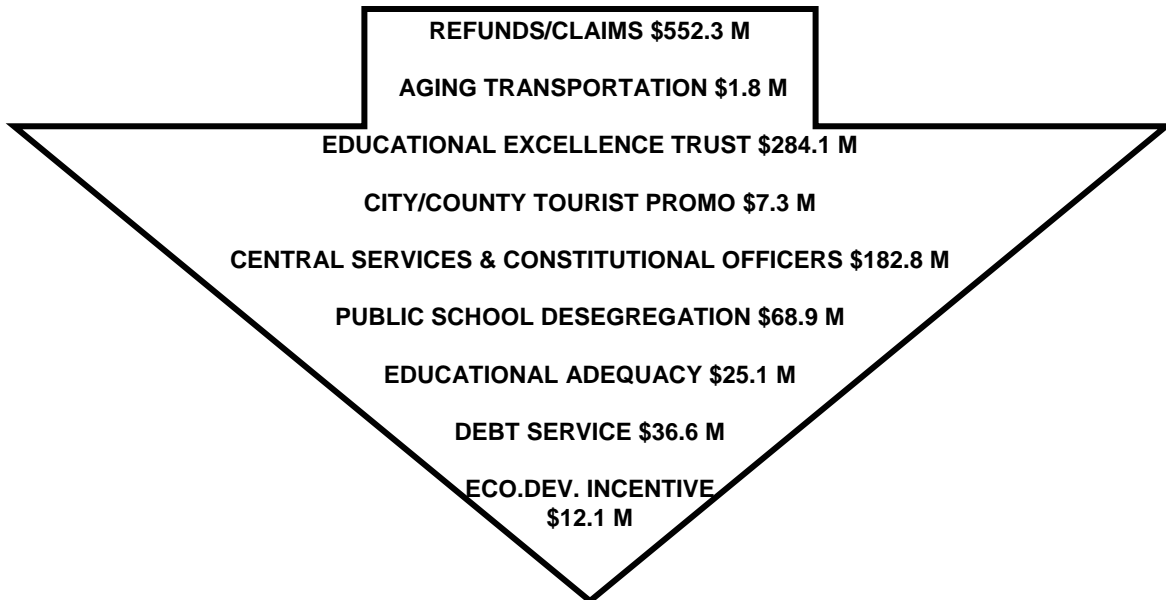 REFUNDS/CLAIMS $552.3 M
AGING TRANSPORTATION $1.8 M
EDUCATIONAL EXCELLENCE TRUST $284.1 M
CITY/COUNTY TOURIST PROMO $7.3 M
CENTRAL SERVICES & CONSTITUTIONAL OFFICERS $182.8 M
PUBLIC SCHOOL DESEGREGATION $68.9 M
EDUCATIONAL ADEQUACY $25.1 M
DEBT SERVICE $36.6 M
ECO.DEV. INCENTIVE
$12.1 M